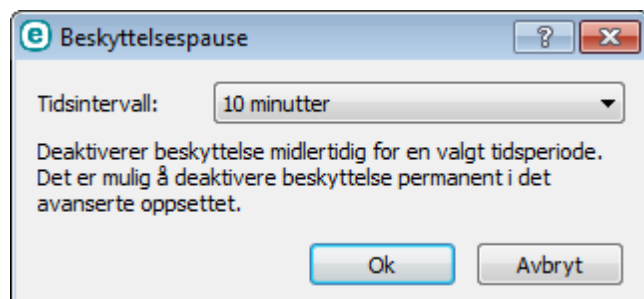 e Beskyttelsespause
Tidsintervall: 10 minutter
Deaktiverer beskyttelse midlertidig for en valgt tidsperiode.
Det er mulig å deaktivere beskyttelse permanent i det
avanserte oppsettet.
Ok Avbryt